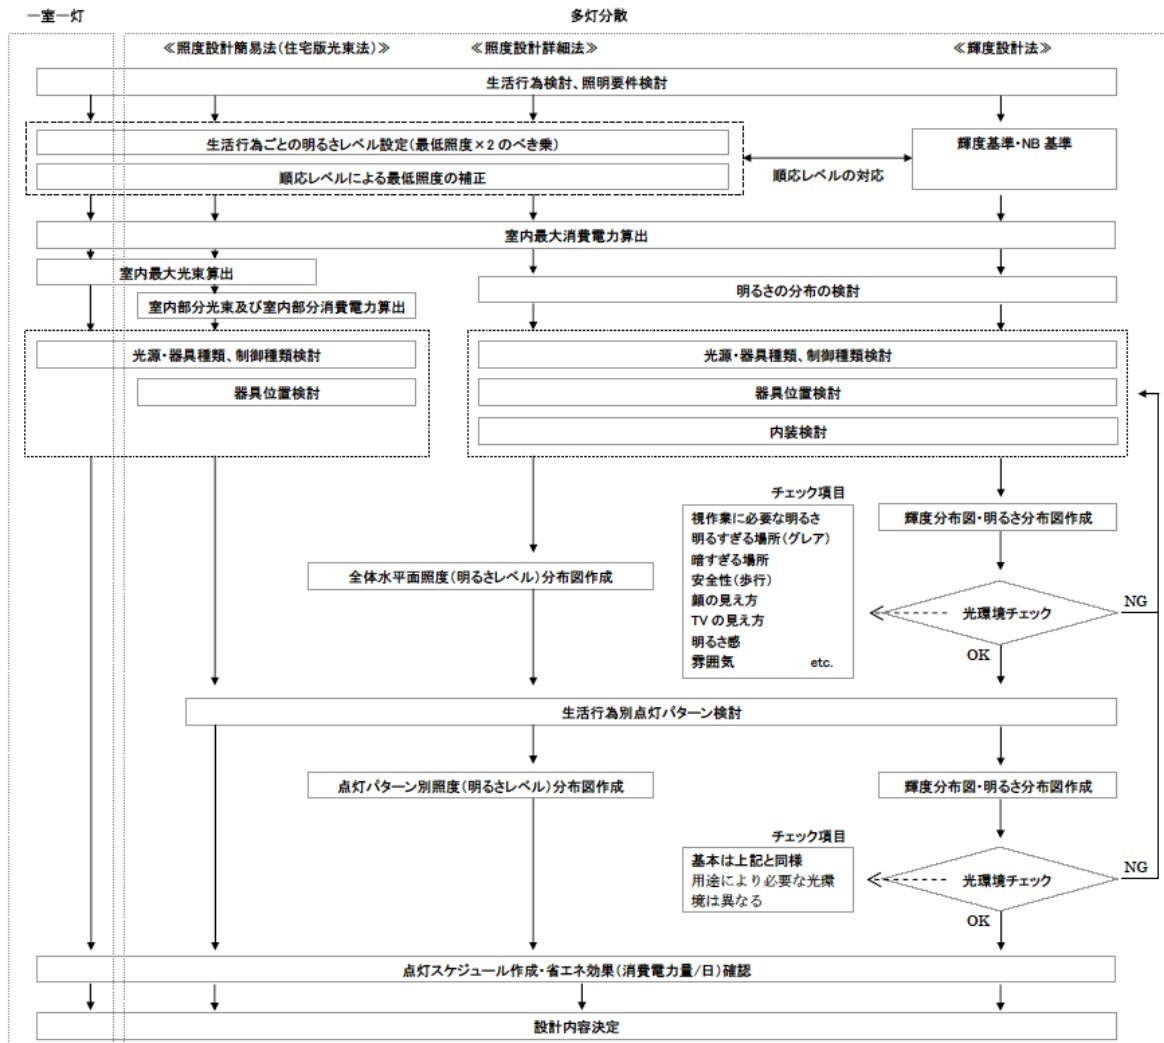 一室一灯
多灯分散
≪照度設計簡易法(住宅版光束法)≫
≪照度設計詳細法≫
≪輝度設計法≫
生活行為検討、照明要件検討
生活行為ごとの明るさレベル設定(最低照度×2のべき乗)
順応レベルによる最低照度の補正
順応レベルの対応
輝度基準・NB 基準
室内最大消費電力算出
室内最大光束算出
室内部分光束及び室内部分消費電力算出
明るさの分布の検討
光源・器具種類、制御種類検討
器具位置検討
光源・器具種類、制御種類検討
器具位置検討
内装検討
チェック項目
視作業に必要な明るさ
明るすぎる場所(グレア)
暗すぎる場所
安全性(歩行)
顔の見え方
TV の見え方
明るさ感
雰囲気 etc.
輝度分布図・明るさ分布図作成
全体水平面照度(明るさレベル)分布図作成
光環境チェック
NG
OK
生活行為別点灯パターン検討
点灯パターン別照度(明るさレベル)分布図作成
輝度分布図・明るさ分布図作成
チェック項目
基本は上記と同様
用途により必要な光環
境は異なる
光環境チェック
NG
OK
点灯スケジュール作成・省エネ効果(消費電力量/日)確認
設計内容決定